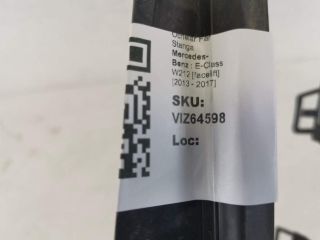 Stanga
Mercedes-
Benz : E-Class
W212 [facelift]
[2013 - 2017]
SKU:
VIZ64598
Loc: